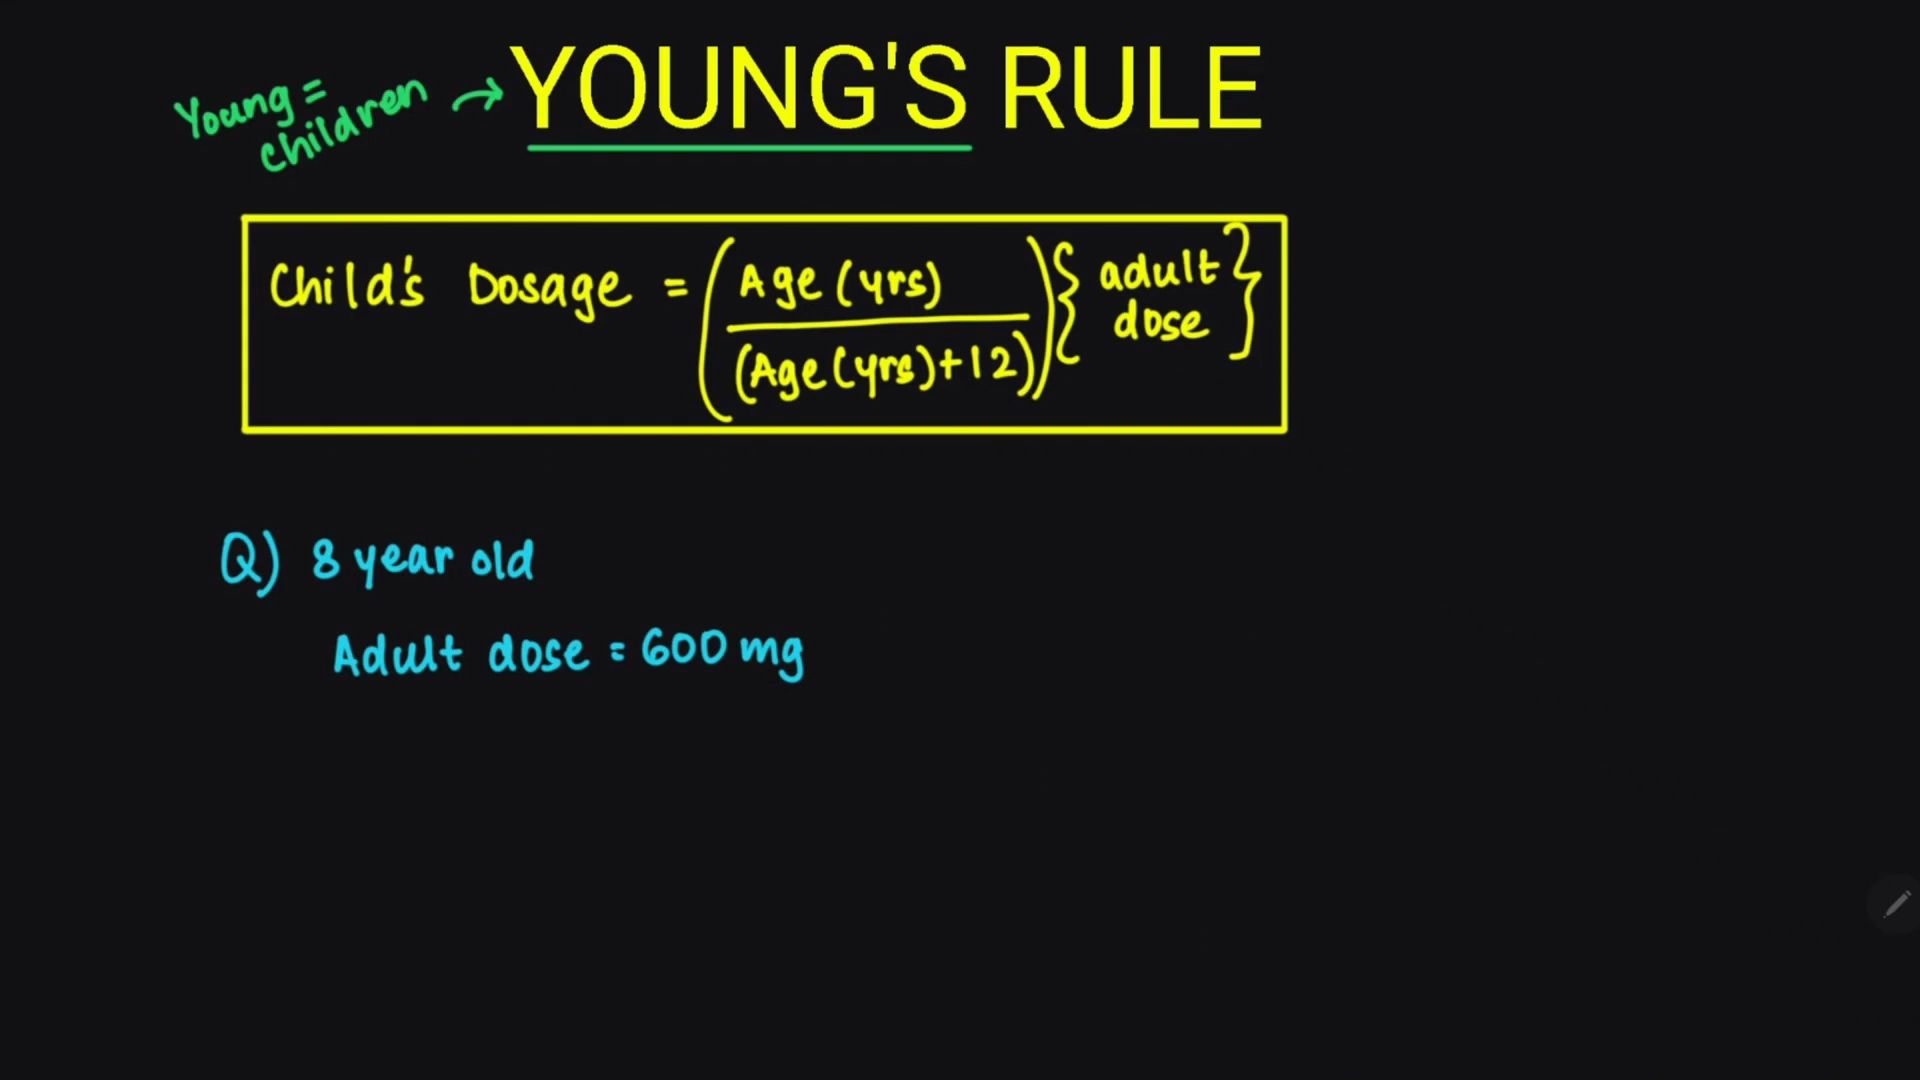 Young =
children → YOUNG'S RULE
Child's Dosage = (Age (yrs) / (Age (yrs) + 12)) { adult dose }
Q) 8 year old
Adult dose = 600 mg